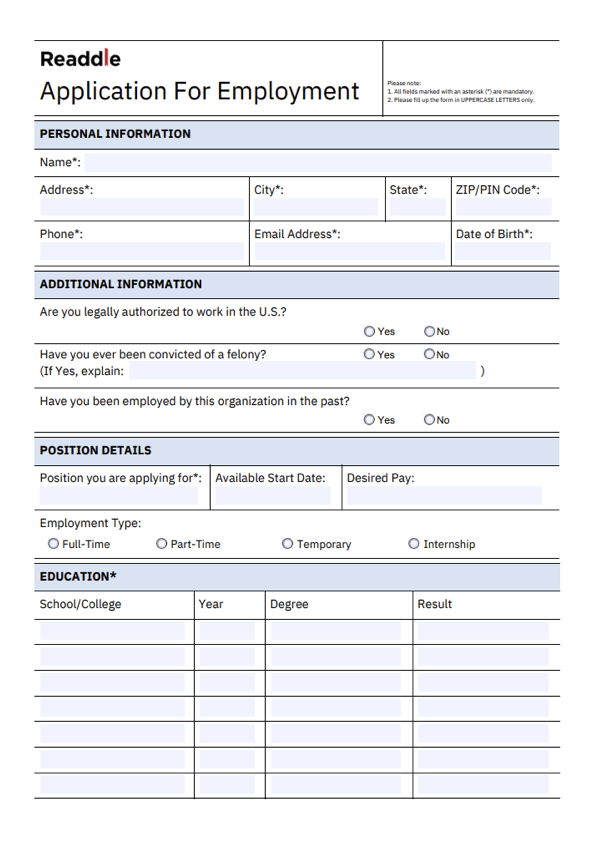 Readdle
Application For Employment
Please note:
1. All fields marked with an asterisk (*) are mandatory.
2. Please fill up the form in UPPERCASE LETTERS only.
PERSONAL INFORMATION
Name*:
Address*: City*: State*: ZIP/PIN Code*:
Phone*: Email Address*: Date of Birth*:
ADDITIONAL INFORMATION
Are you legally authorized to work in the U.S.?
Yes No
Have you ever been convicted of a felony? Yes No
(If Yes, explain: )
Have you been employed by this organization in the past?
Yes No
POSITION DETAILS
Position you are applying for*: Available Start Date: Desired Pay:
Employment Type:
Full-Time Part-Time Temporary Internship
EDUCATION*
School/College Year Degree Result